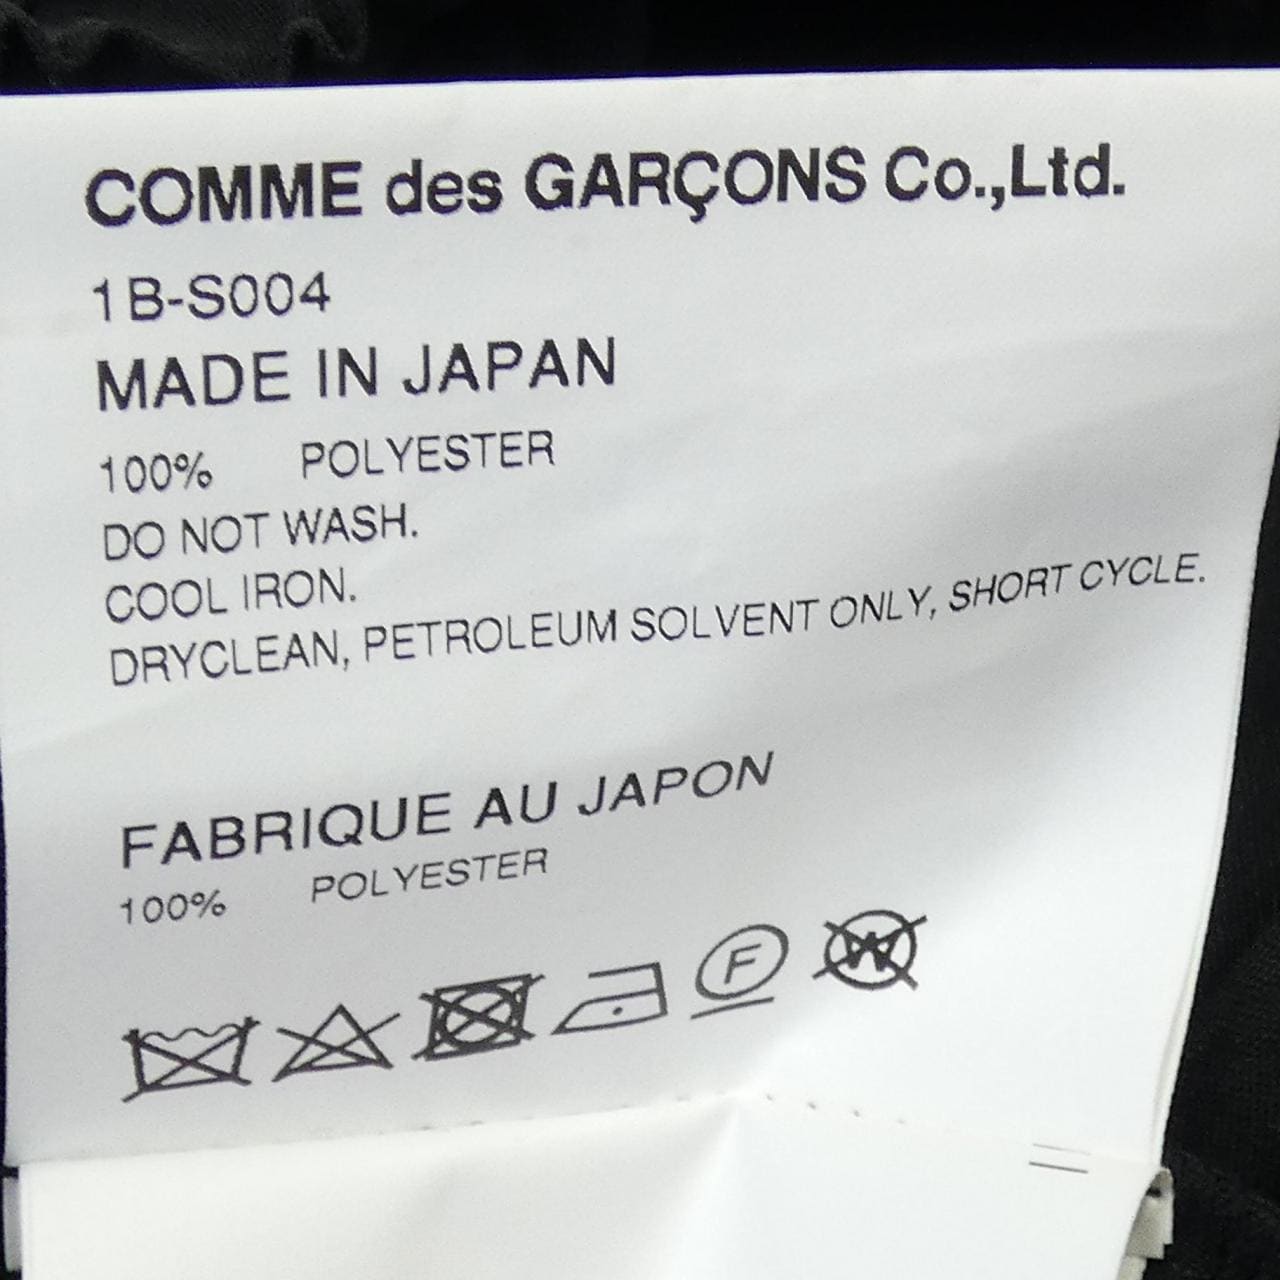 COMME des GARÇONS Co.,Ltd.
1B-S004
MADE IN JAPAN
100% POLYESTER
DO NOT WASH.
COOL IRON.
DRYCLEAN, PETROLEUM SOLVENT ONLY, SHORT CYCLE.
FABRIQUE AU JAPON
100% POLYESTER
F W